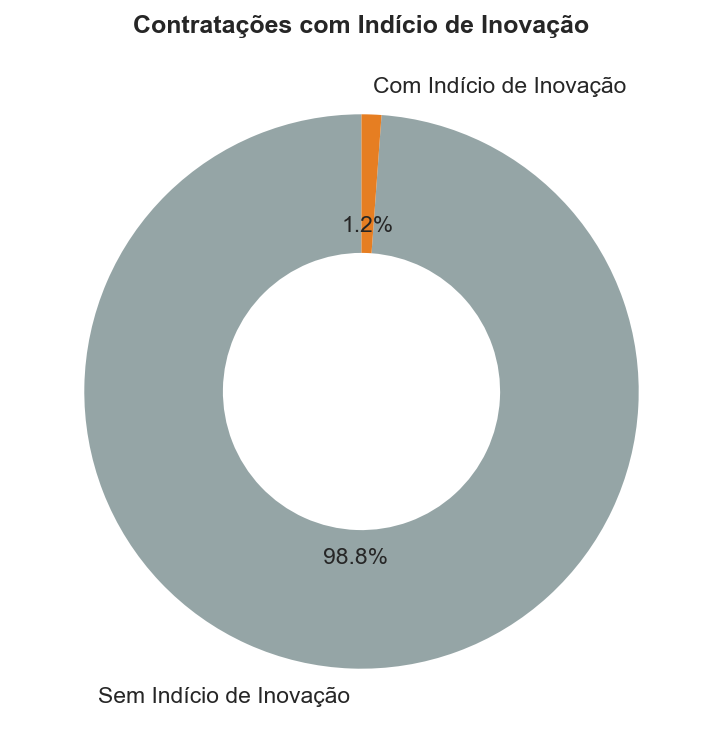 Contratações com Indício de Inovação
Com Indício de Inovação
1.2%
98.8%
Sem Indício de Inovação